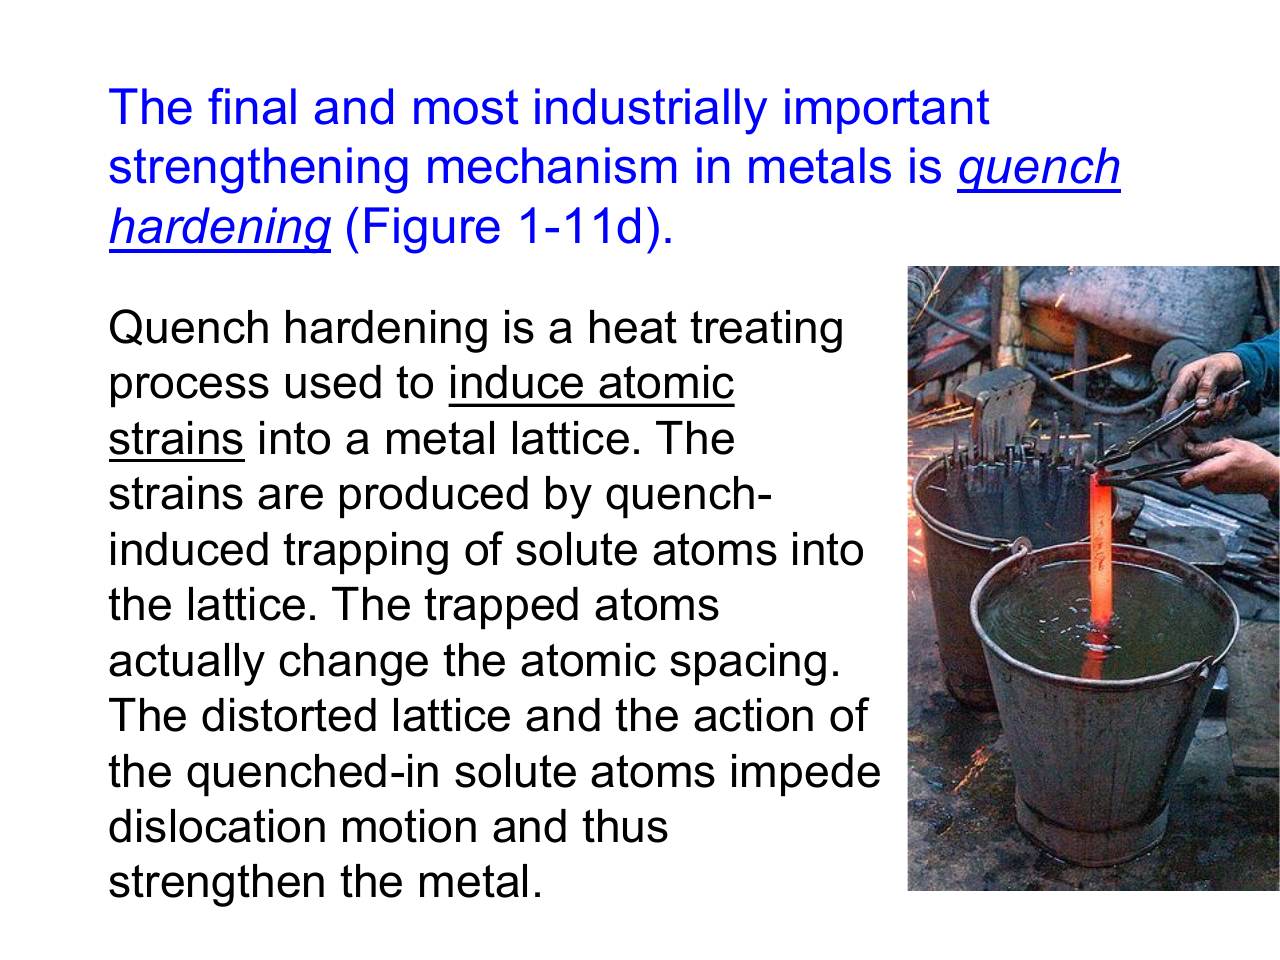 The final and most industrially important
strengthening mechanism in metals is quench
hardening (Figure 1-11d).
Quench hardening is a heat treating
process used to induce atomic
strains into a metal lattice. The
strains are produced by quench-
induced trapping of solute atoms into
the lattice. The trapped atoms
actually change the atomic spacing.
The distorted lattice and the action of
the quenched-in solute atoms impede
dislocation motion and thus
strengthen the metal.